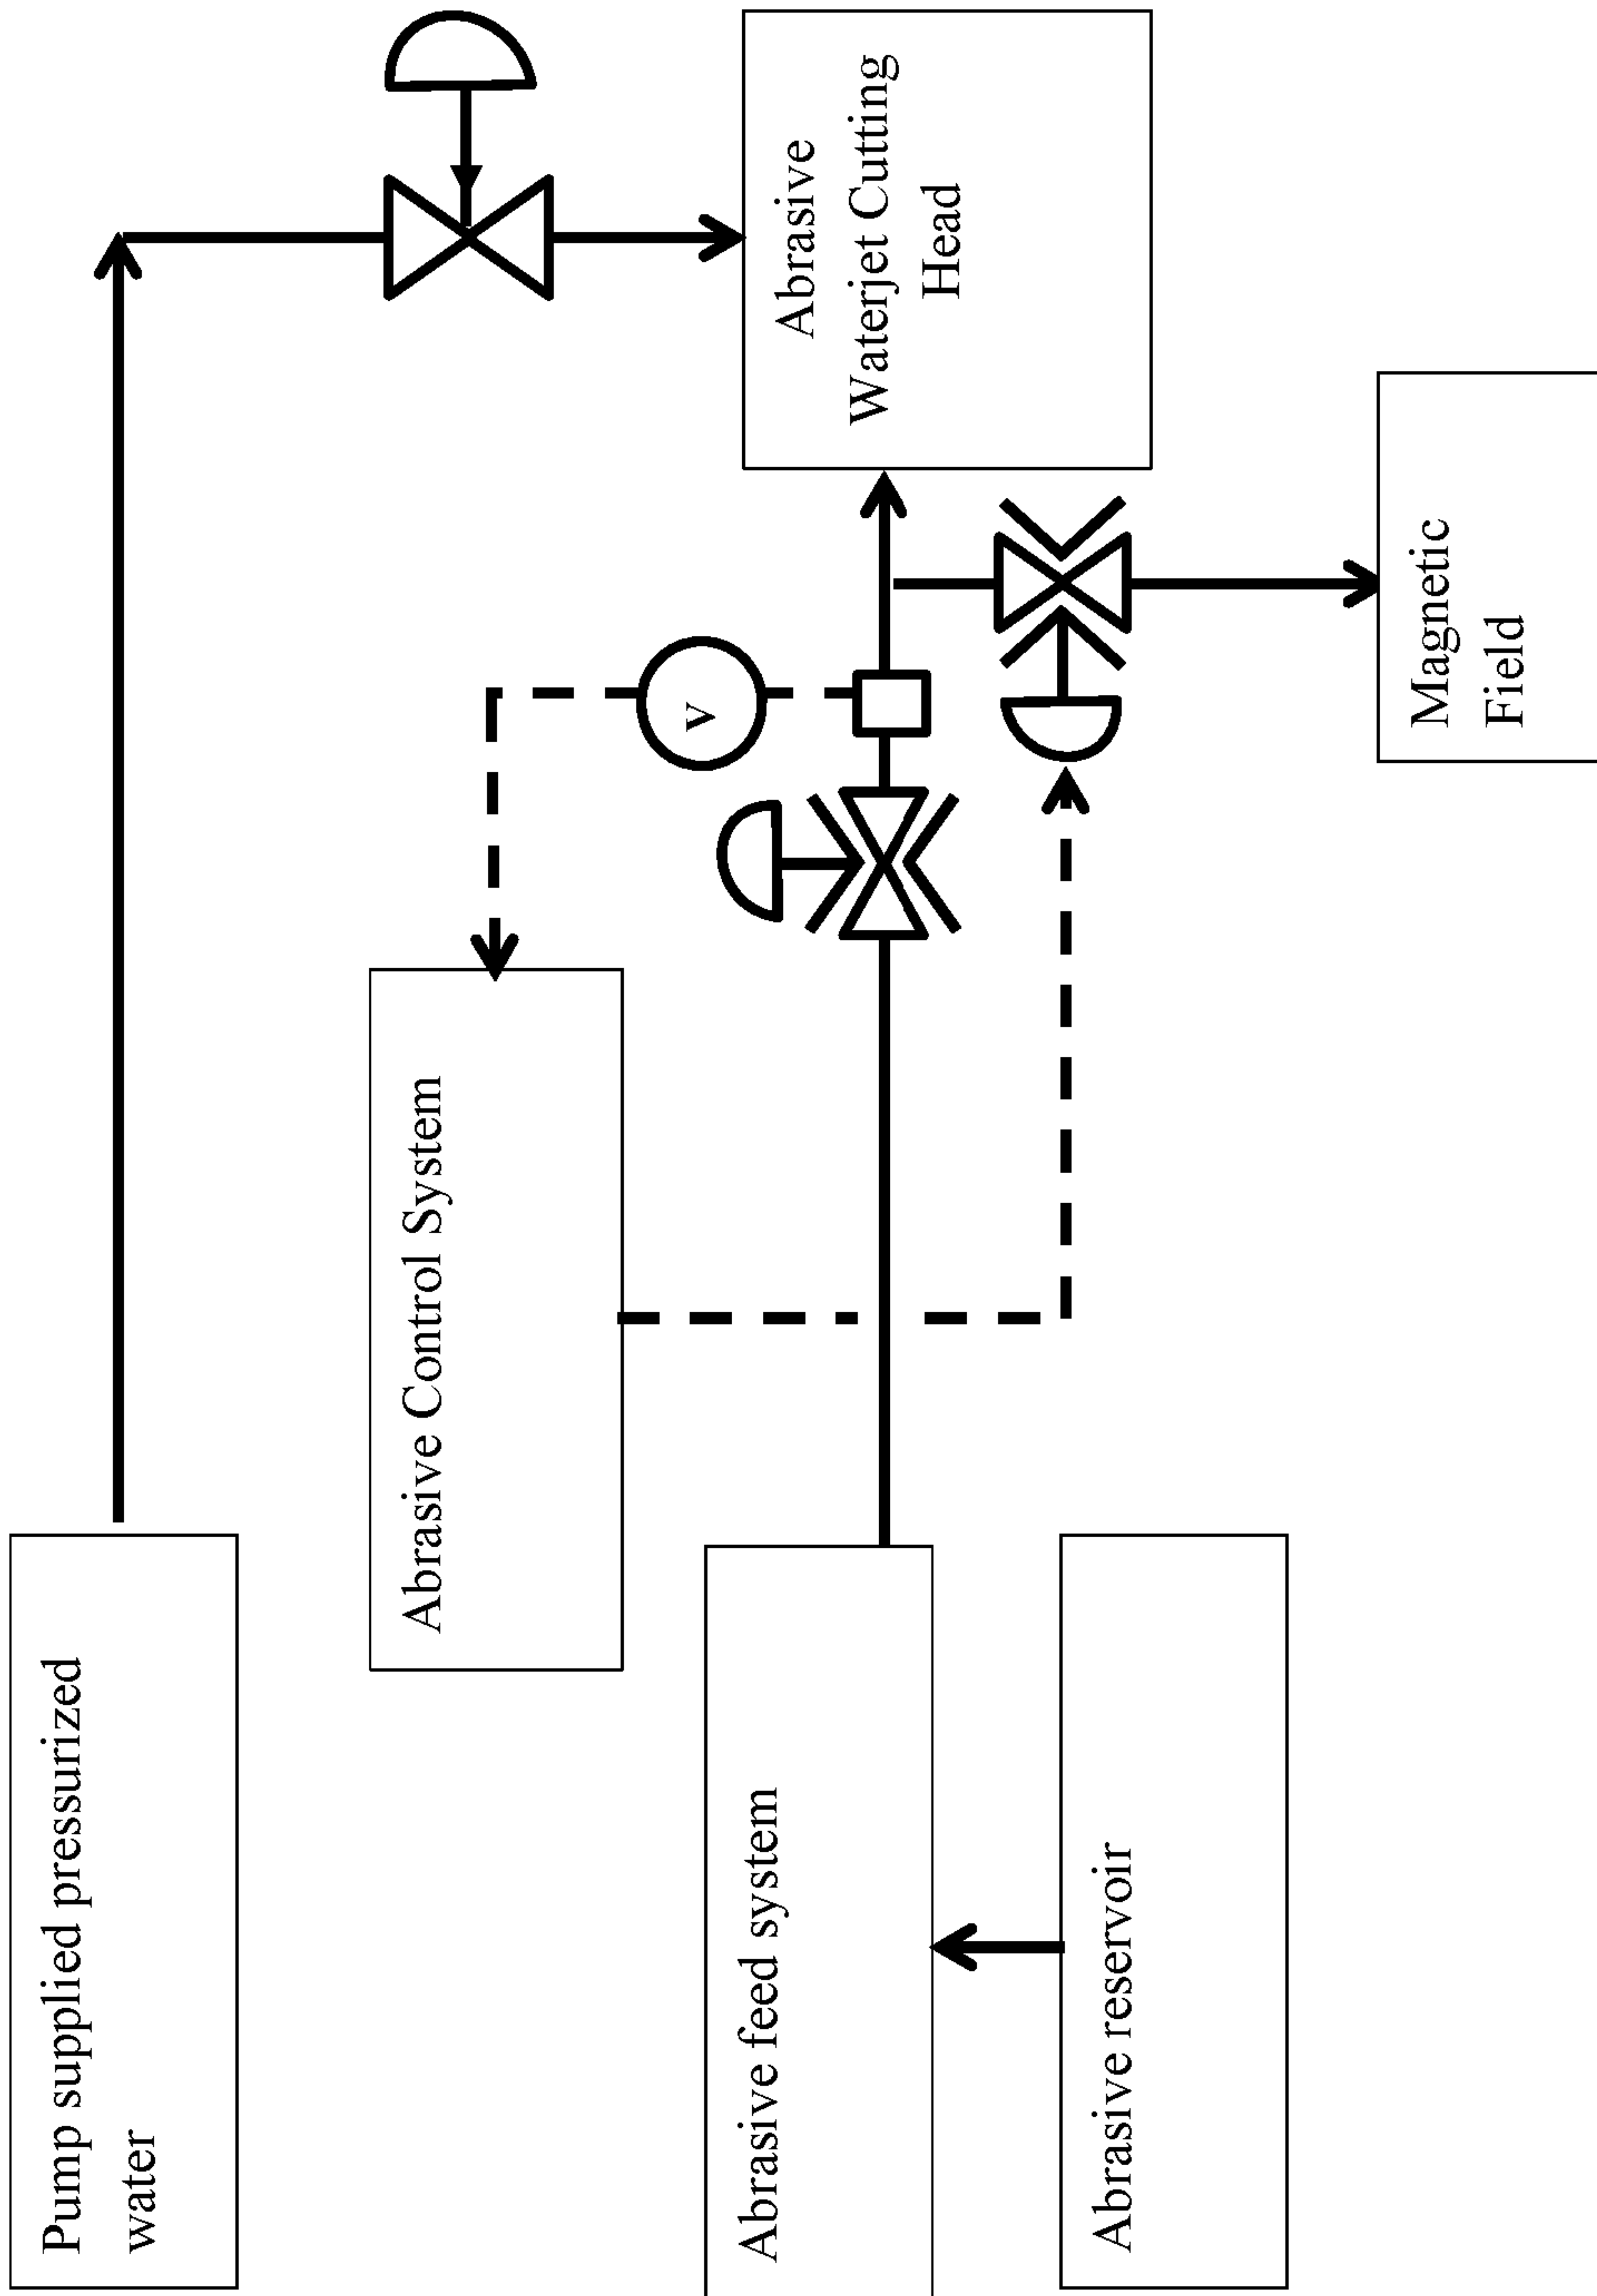 Pump supplied pressurized
water
Abrasive Control System
v
Abrasive
Waterjet Cutting
Head
Abrasive feed system
Abrasive reservoir
Magnetic
Field